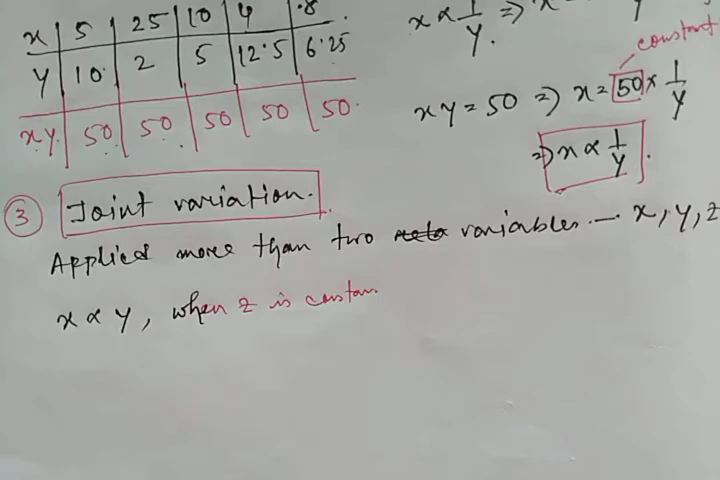 x 5 25 10 4 8
x ∝ 1/y. ⇒ x y
y 10 2 5 12.5 6.25
constant
xy 50 50 50 50 50
xy = 50 ⇒ x = 50 × 1/y
⇒ x ∝ 1/y.
③ Joint variation.
Applied more than two variables. — x, y, z
x ∝ y, when z is constan